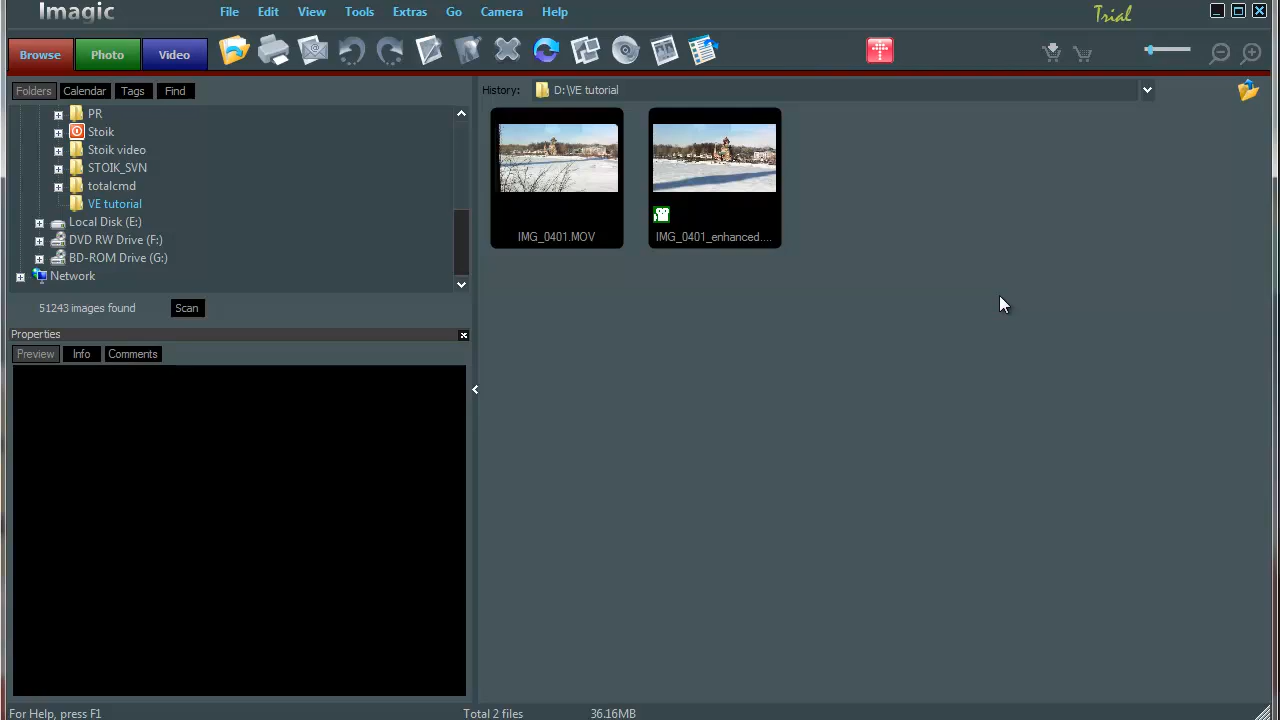 Imagic
File Edit View Tools Extras Go Camera Help
Trial
Browse Photo Video
Folders Calendar Tags Find
History: D:\VE tutorial
PR
Stoik
Stoik video
STOIK_SVN
totalcmd
VE tutorial
Local Disk (E:)
DVD RW Drive (F:)
BD-ROM Drive (G:)
Network
51243 images found Scan
IMG_0401.MOV
IMG_0401_enhanced....
Properties
Preview Info Comments
For Help, press F1
Total 2 files
36.16MB